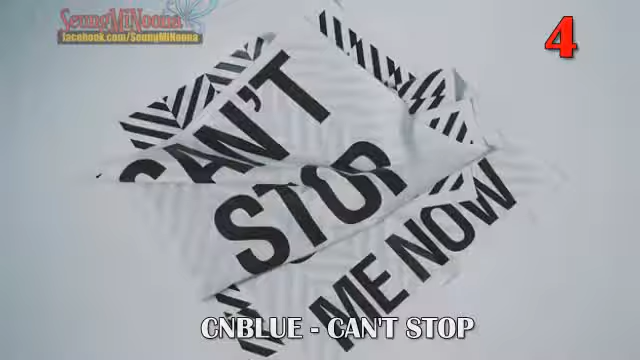 SeungMiNoona
facebook.com/SeungMiNoona
4
CAN'T
STOP
ME NOW
CNBLUE - CAN'T STOP